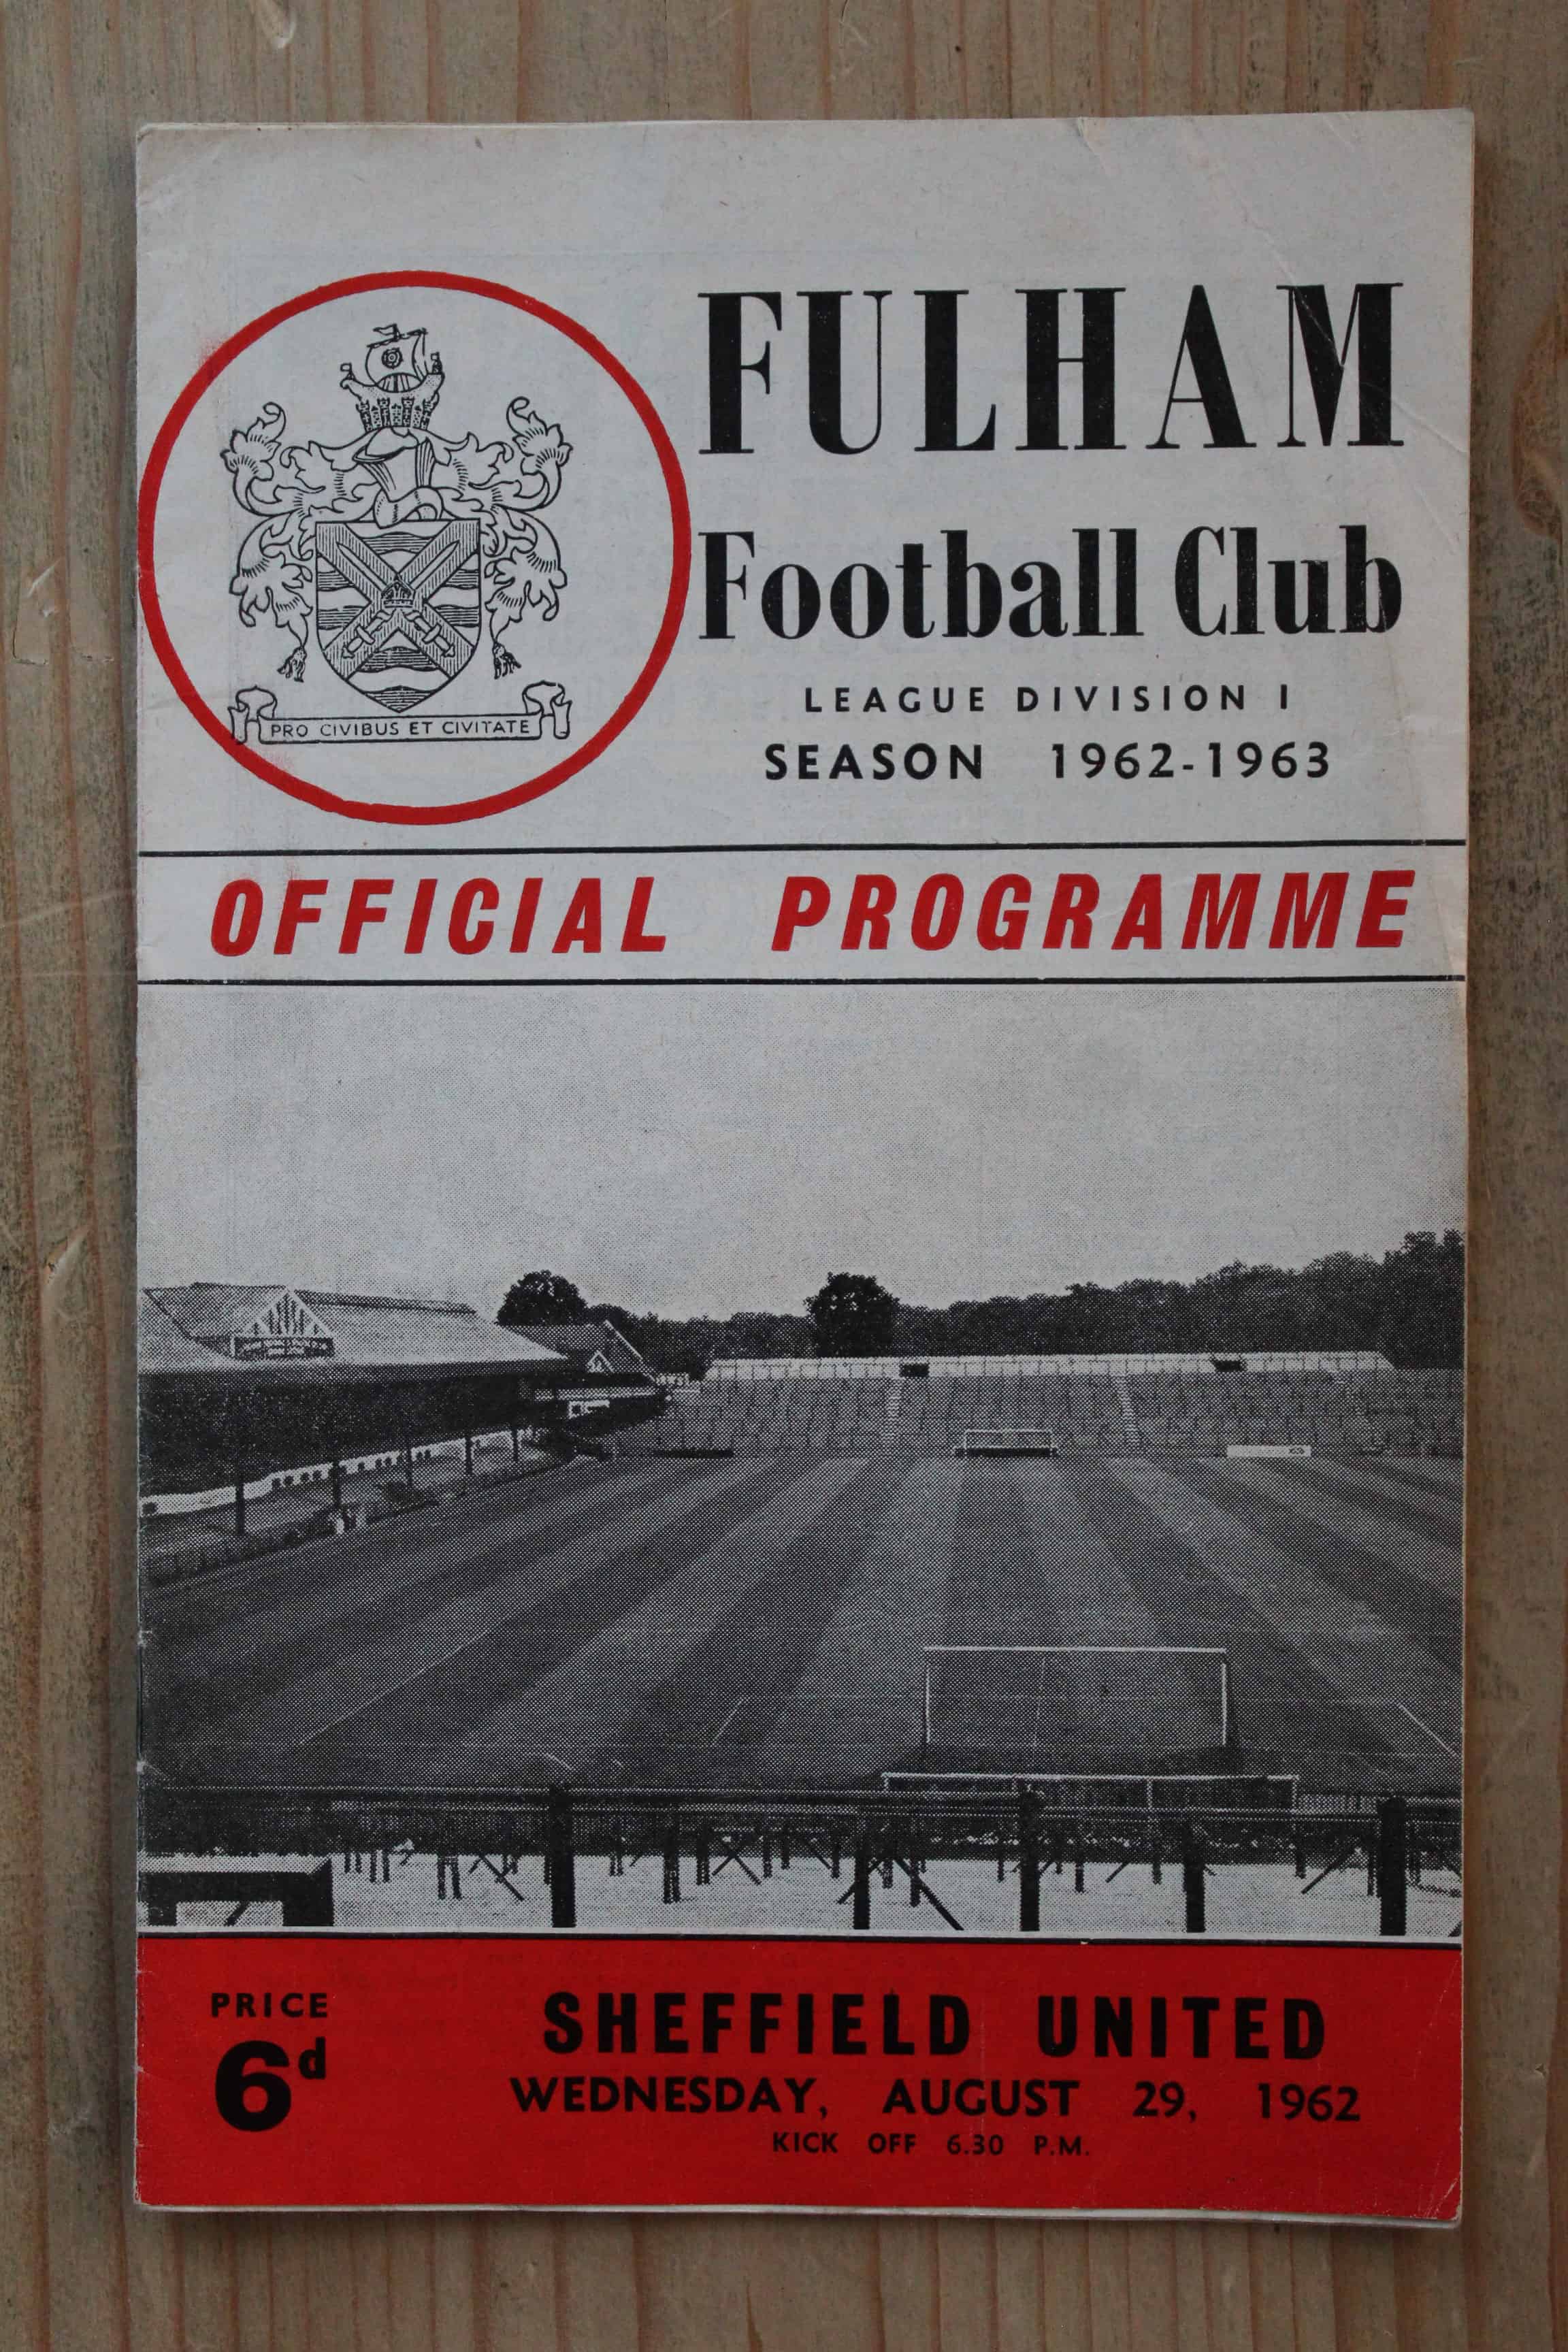 FULHAM
Football Club
LEAGUE DIVISION I
SEASON 1962-1963
PRO CIVIBUS ET CIVITATE
OFFICIAL PROGRAMME
PRICE
6d
SHEFFIELD UNITED
WEDNESDAY, AUGUST 29, 1962
KICK OFF 6.30 P.M.